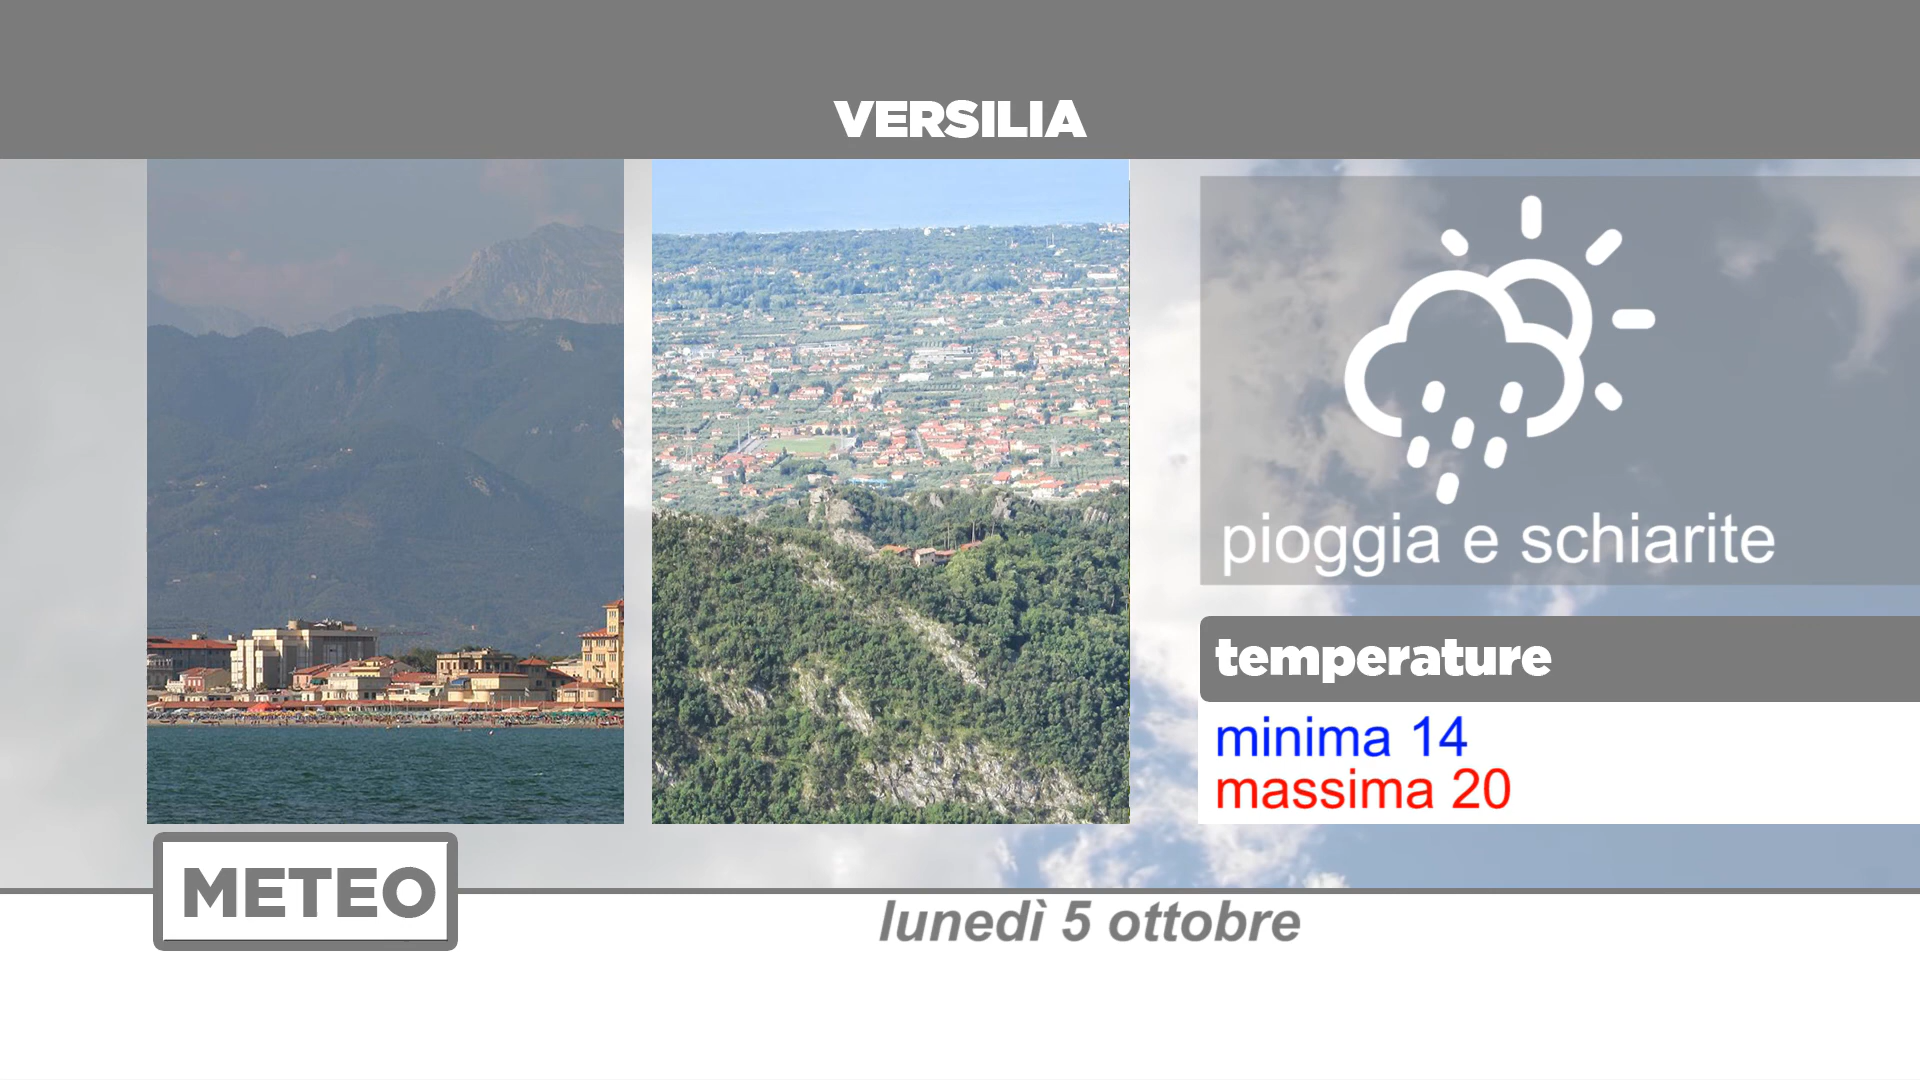 VERSILIA
pioggia e schiarite
temperature
minima 14
massima 20
METEO
lunedì 5 ottobre